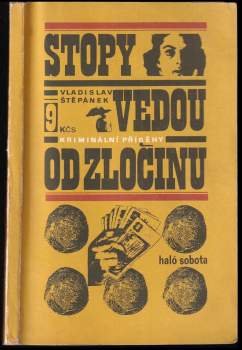 STOPY
VLADISLAV
ŠTĚPÁNEK
9
KČS
VEDOU
KRIMINÁLNÍ PŘÍBĚHY
OD ZLOČINU
haló sobota